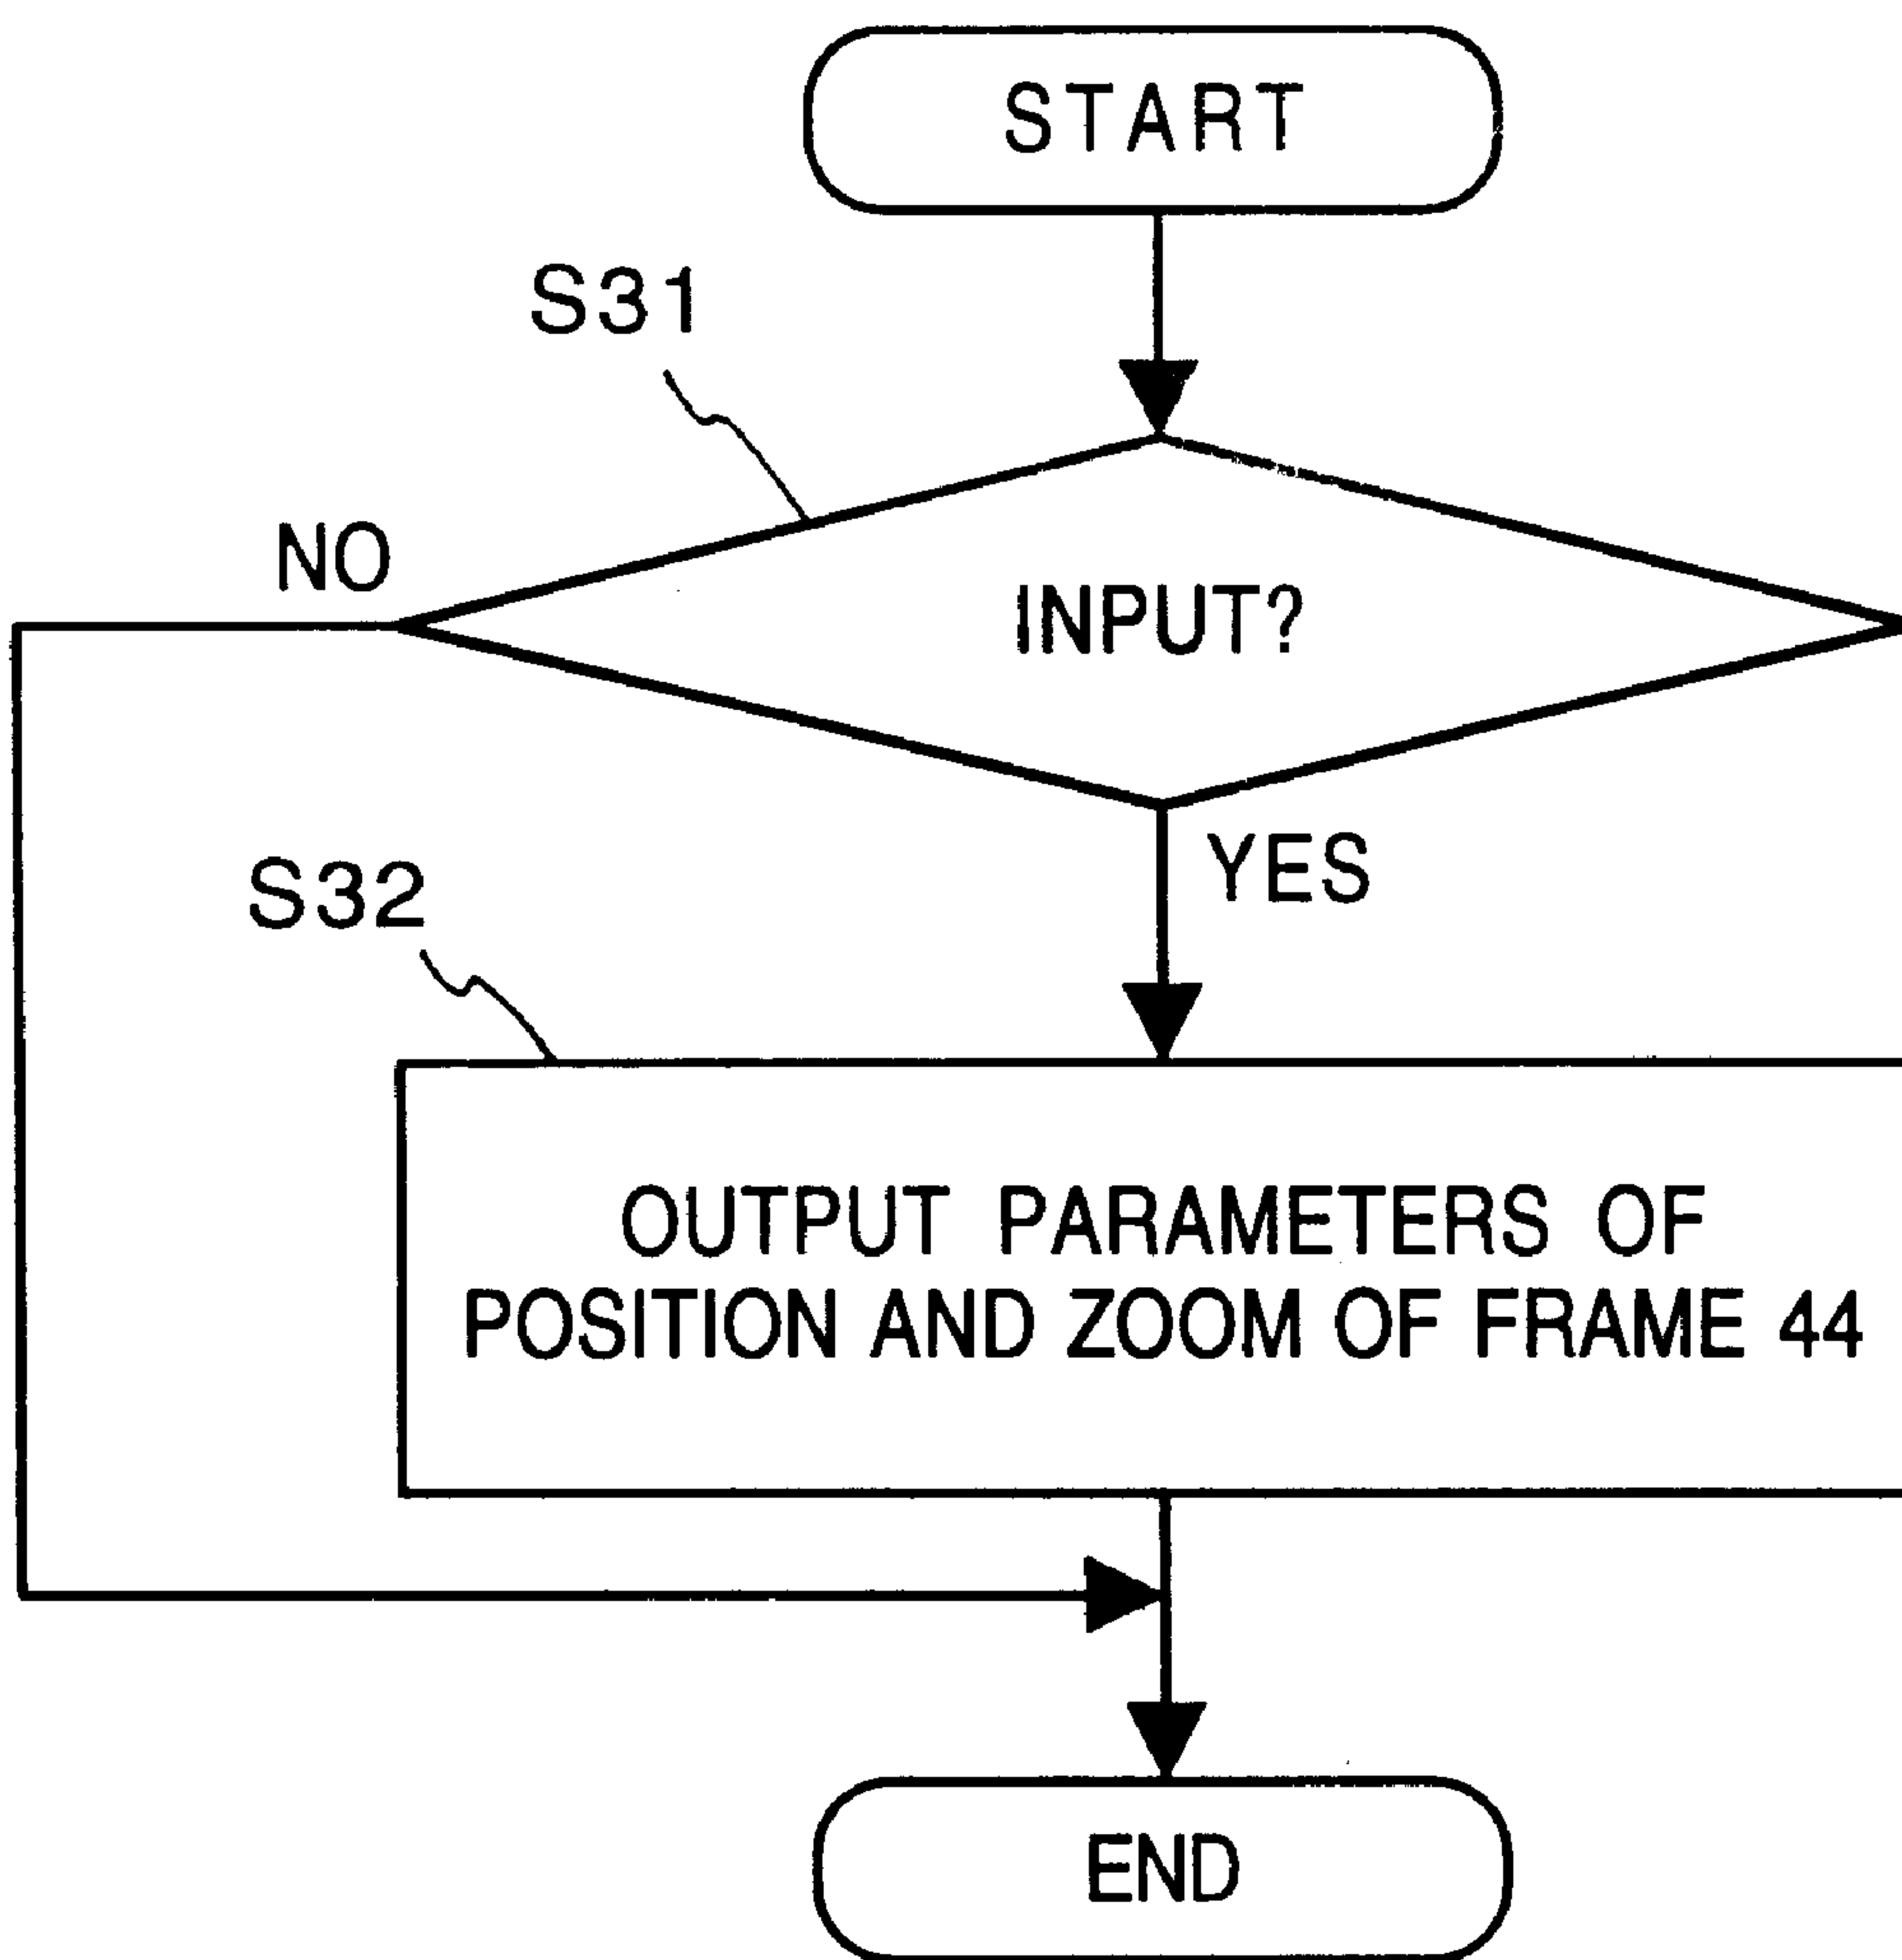 START
S31
NO
INPUT?
YES
S32
OUTPUT PARAMETERS OF
POSITION AND ZOOM OF FRAME 44
END